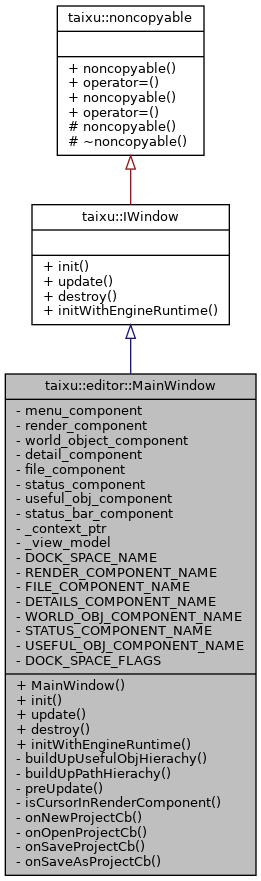 taixu::noncopyable
+ noncopyable()
+ operator=()
+ noncopyable()
+ operator=()
# noncopyable()
# ~noncopyable()
taixu::IWindow
+ init()
+ update()
+ destroy()
+ initWithEngineRuntime()
taixu::editor::MainWindow
- menu_component
- render_component
- world_object_component
- detail_component
- file_component
- status_component
- useful_obj_component
- status_bar_component
- _context_ptr
- _view_model
- DOCK_SPACE_NAME
- RENDER_COMPONENT_NAME
- FILE_COMPONENT_NAME
- DETAILS_COMPONENT_NAME
- WORLD_OBJ_COMPONENT_NAME
- STATUS_COMPONENT_NAME
- USEFUL_OBJ_COMPONENT_NAME
- DOCK_SPACE_FLAGS
+ MainWindow()
+ init()
+ update()
+ destroy()
+ initWithEngineRuntime()
- buildUpUsefulObjHierachy()
- buildUpPathHierachy()
- preUpdate()
- isCursorInRenderComponent()
- onNewProjectCb()
- onOpenProjectCb()
- onSaveProjectCb()
- onSaveAsProjectCb()